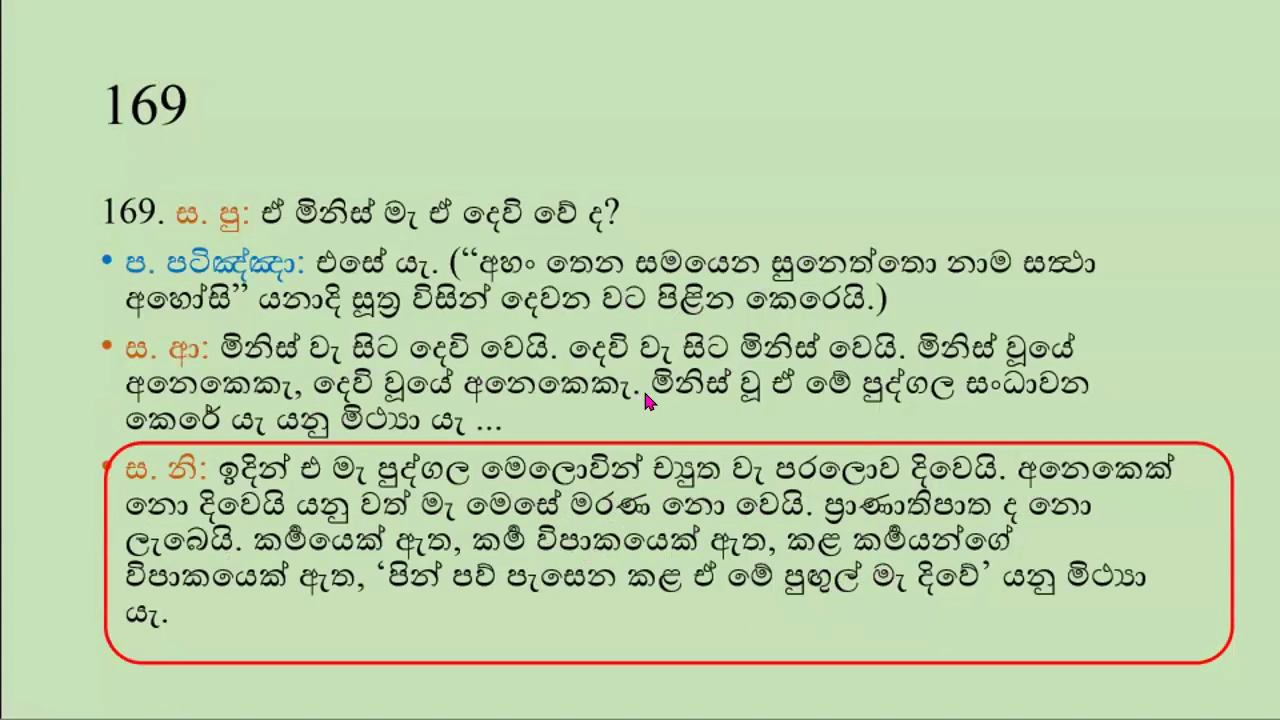 169
169. ස. පු: ඒ මිනිස් මැ ඒ දෙවි වේ ද?
• ප. පටිඤ්ඤා: එසේ යැ. (“අහං තෙන සමයෙන සුනෙත්තො නාම සත්‍ථා
අහෝසි” යනාදි සූත්‍ර විසින් දෙවන වට පිළින කෙරෙයි.)
• ස. ආ: මිනිස් වැ සිට දෙවි වෙයි. දෙවි වැ සිට මිනිස් වෙයි. මිනිස් වූයේ
අනෙකෙකැ, දෙවි වූයේ අනෙකෙකැ. මිනිස් වූ ඒ මේ පුද්ගල සංධාවන
කෙරේ යැ යනු මිථ්‍යා යැ ...
• ස. නි: ඉදින් එ මැ පුද්ගල මෙලොවින් ච්‍යුත වැ පරලොව දිවෙයි. අනෙකෙක්
නො දිවෙයි යනු වත් මැ මෙසේ මරණ නො වෙයි. ප්‍රාණාතිපාත ද නො
ලැබෙයි. කර්‍මයෙක් ඇත, කර්‍ම විපාකයෙක් ඇත, කළ කර්‍මයන්ගේ
විපාකයෙක් ඇත, ‘පින් පව් පැසෙන කළ ඒ මේ පුඟුල් මැ දිවේ’ යනු මිථ්‍යා
යැ.